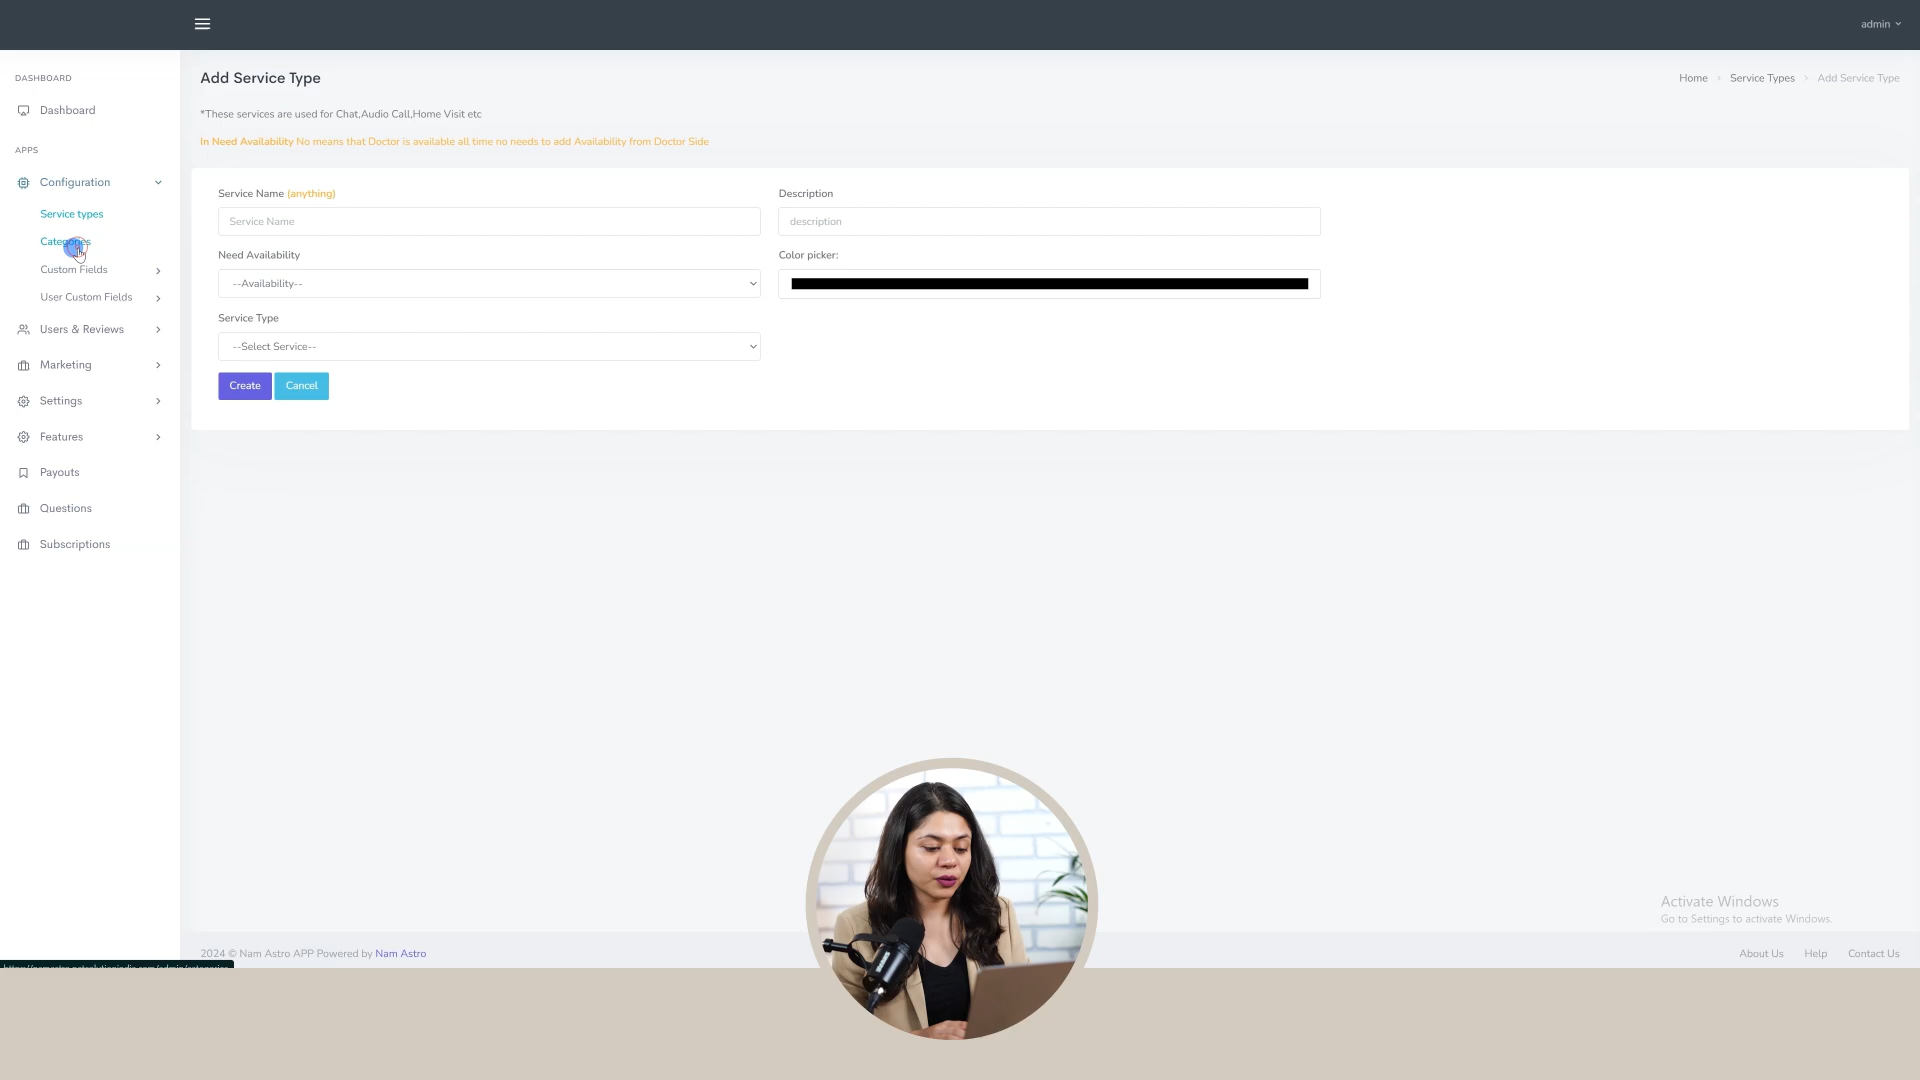 admin
DASHBOARD
Dashboard
APPS
Configuration
Service types
Categories
Custom Fields
User Custom Fields
Users & Reviews
Marketing
Settings
Features
Payouts
Questions
Subscriptions
Add Service Type
Home > Service Types > Add Service Type
*These services are used for Chat,Audio Call,Home Visit etc
In Need Availability No means that Doctor is available all time no needs to add Availability from Doctor Side
Service Name (anything)
Service Name
Description
description
Need Availability
--Availability--
Color picker:
Service Type
--Select Service--
Create
Cancel
Activate Windows
Go to Settings to activate Windows.
2024 © Nam Astro APP Powered by Nam Astro
About Us
Help
Contact Us